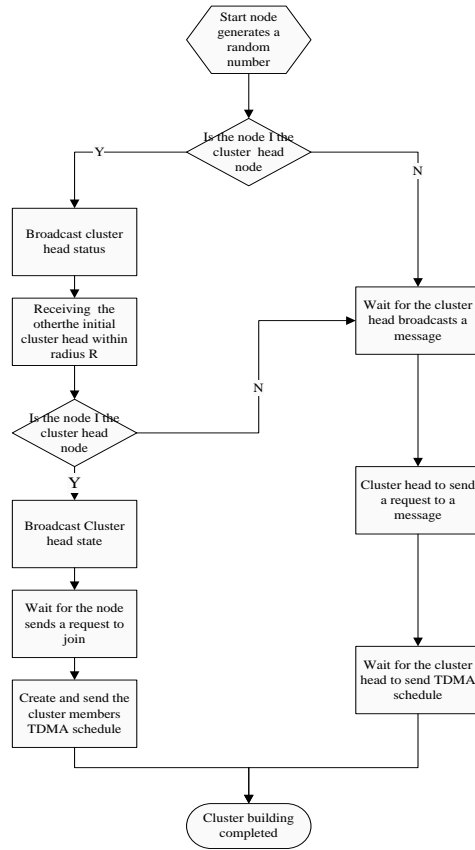 Start node
generates a
random
number
Is the node I the
cluster head
node
Y
N
Broadcast cluster
head status
Receiving the
otherthe initial
cluster head within
radius R
Wait for the cluster
head broadcasts a
message
N
Is the node I the
cluster head
node
Y
Cluster head to send
a request to a
message
Broadcast Cluster
head state
Wait for the node
sends a request to
join
Wait for the cluster
head to send TDMA
schedule
Create and send the
cluster members
TDMA schedule
Cluster building
completed